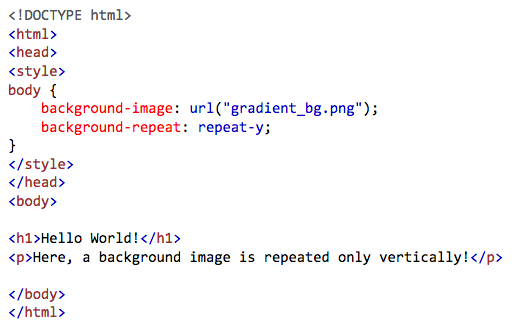 <!DOCTYPE html>
<html>
<head>
<style>
body {
    background-image: url("gradient_bg.png");
    background-repeat: repeat-y;
}
</style>
</head>
<body>

<h1>Hello World!</h1>
<p>Here, a background image is repeated only vertically!</p>

</body>
</html>